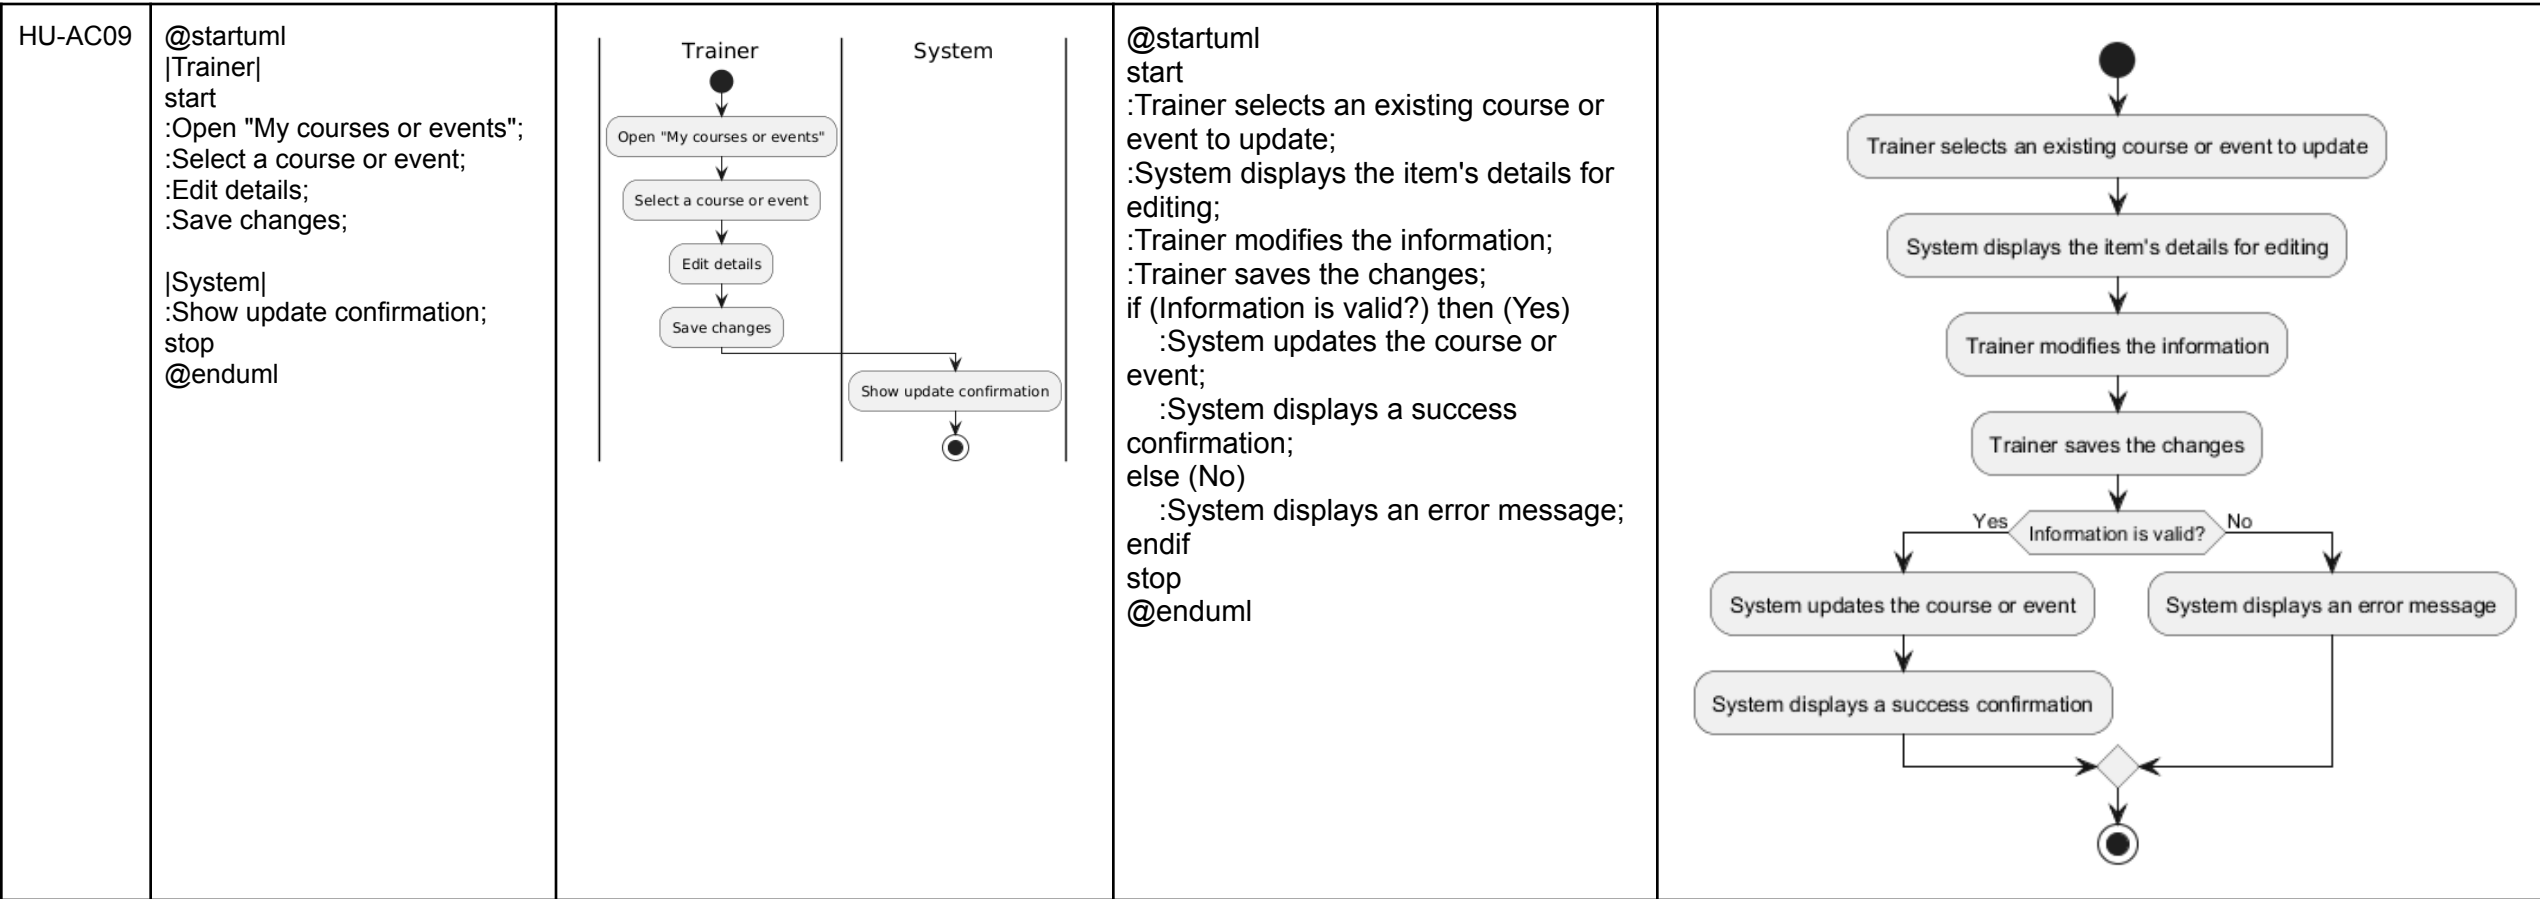 HU-AC09
@startuml
|Trainer|
start
:Open "My courses or events";
:Select a course or event;
:Edit details;
:Save changes;
|System|
:Show update confirmation;
stop
@enduml
Trainer
System
Open "My courses or events"
Select a course or event
Edit details
Save changes
Show update confirmation
@startuml
start
:Trainer selects an existing course or
event to update;
:System displays the item's details for
editing;
:Trainer modifies the information;
:Trainer saves the changes;
if (Information is valid?) then (Yes)
:System updates the course or
event;
:System displays a success
confirmation;
else (No)
:System displays an error message;
endif
stop
@enduml
Trainer selects an existing course or event to update
System displays the item's details for editing
Trainer modifies the information
Trainer saves the changes
Yes
Information is valid?
No
System updates the course or event
System displays an error message
System displays a success confirmation